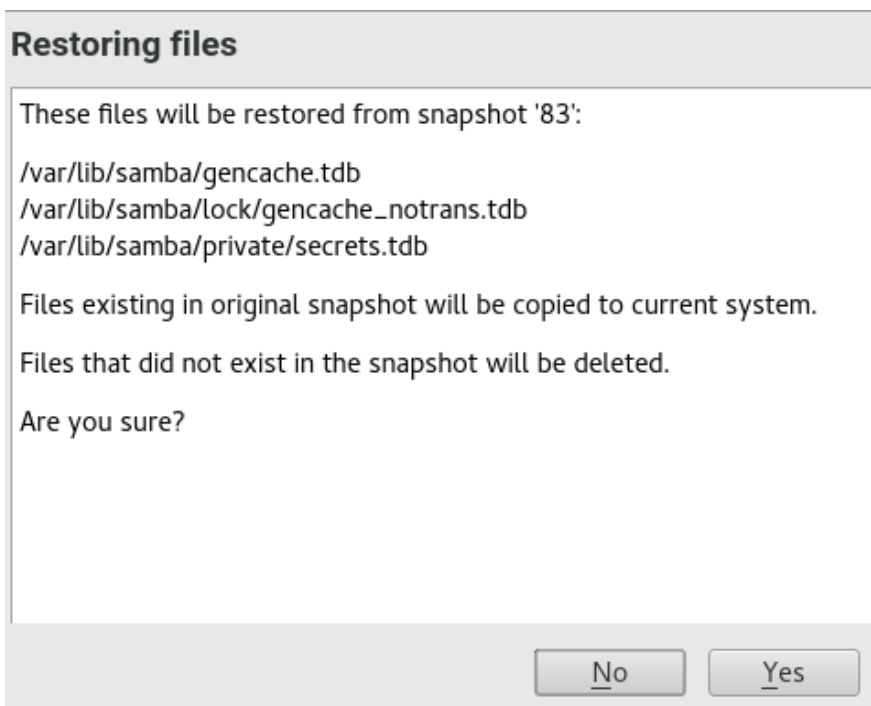 Restoring files
These files will be restored from snapshot '83':
/var/lib/samba/gencache.tdb
/var/lib/samba/lock/gencache_notrans.tdb
/var/lib/samba/private/secrets.tdb
Files existing in original snapshot will be copied to current system.
Files that did not exist in the snapshot will be deleted.
Are you sure?
No
Yes